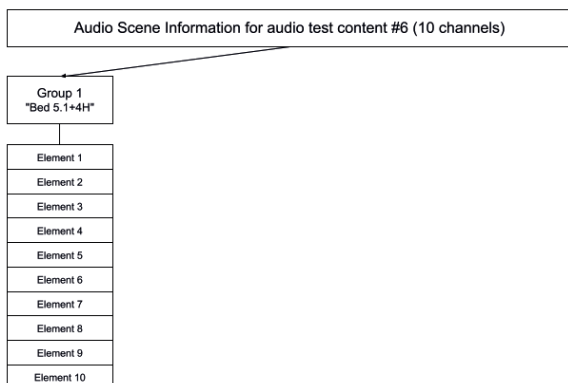 Audio Scene Information for audio test content #6 (10 channels)
Group 1
"Bed 5.1+4H"
Element 1
Element 2
Element 3
Element 4
Element 5
Element 6
Element 7
Element 8
Element 9
Element 10